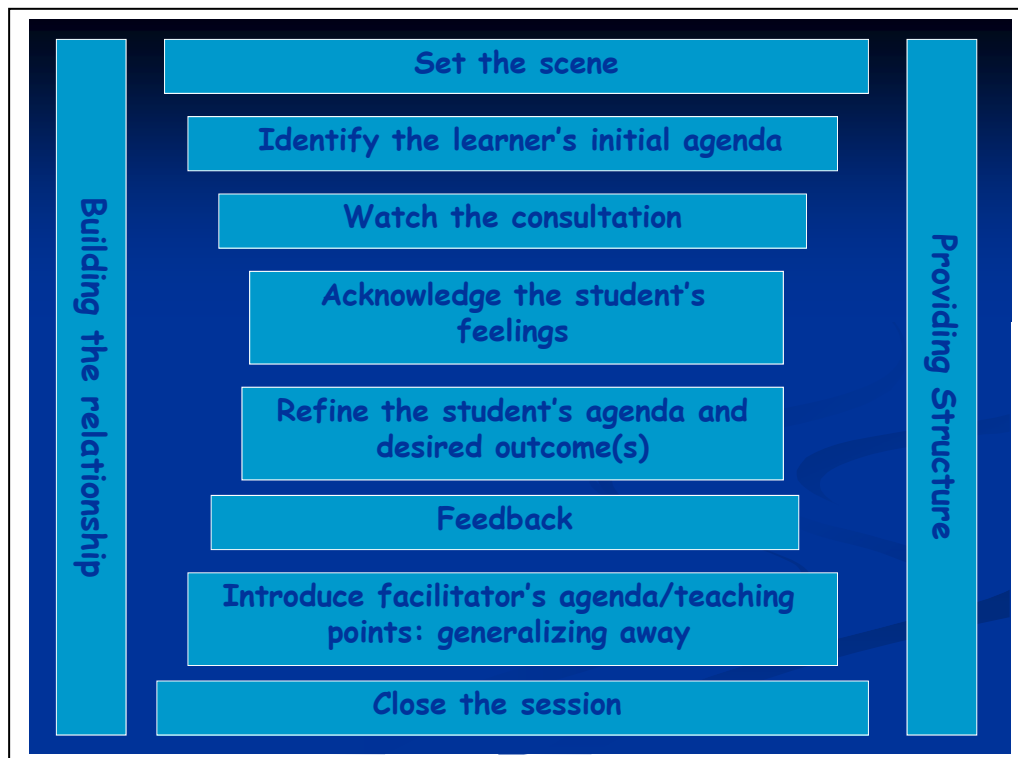 Set the scene
Identify the learner's initial agenda
Watch the consultation
Acknowledge the student's
feelings
Refine the student's agenda and
desired outcome(s)
Feedback
Introduce facilitator's agenda/teaching
points: generalizing away
Close the session
Building the relationship
Providing Structure